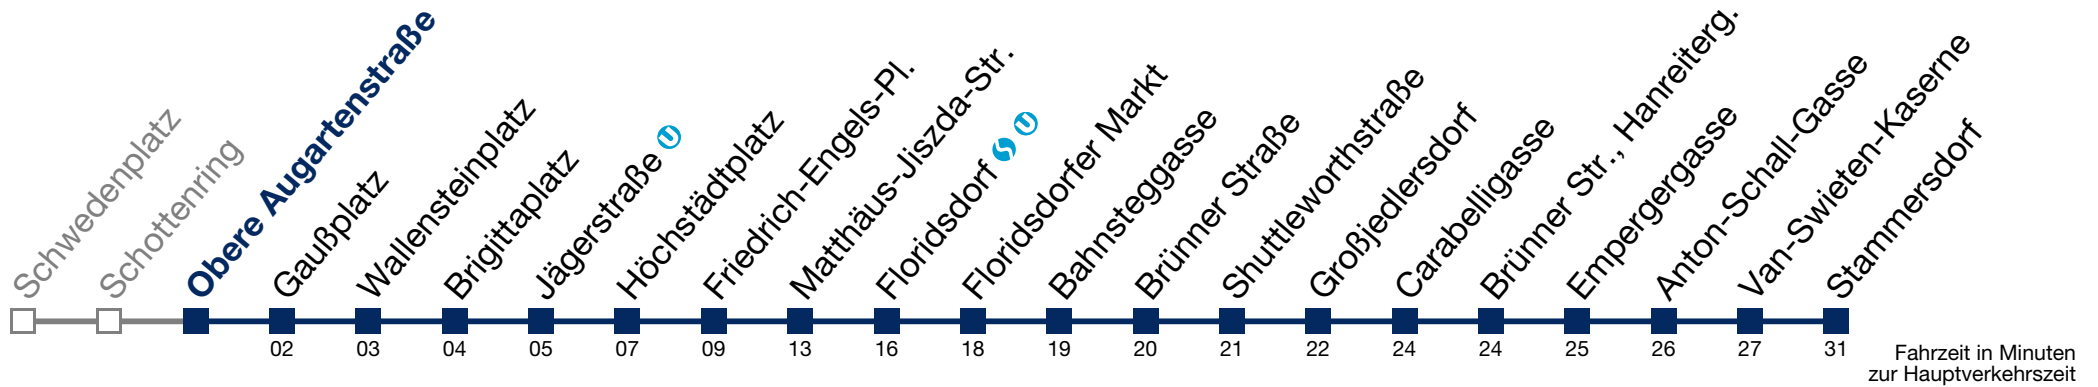 Schwedenplatz
Schottenring
Obere Augartenstraße
Gaußplatz
Wallensteinplatz
Brigittaplatz
Jägerstraße U
Höchstädtplatz
Friedrich-Engels-Pl.
Matthäus-Jiszda-Str.
Floridsdorf S U
Floridsdorfer Markt
Bahnsteggasse
Brünner Straße
Shuttleworthstraße
Großjedlersdorf
Carabelligasse
Brünner Str., Hanreiterg.
Empergergasse
Anton-Schall-Gasse
Van-Swieten-Kaserne
Stammersdorf
02 03 04 05 07 09 13 16 18 19 20 21 22 24 24 25 26 27 31
Fahrzeit in Minuten
zur Hauptverkehrszeit